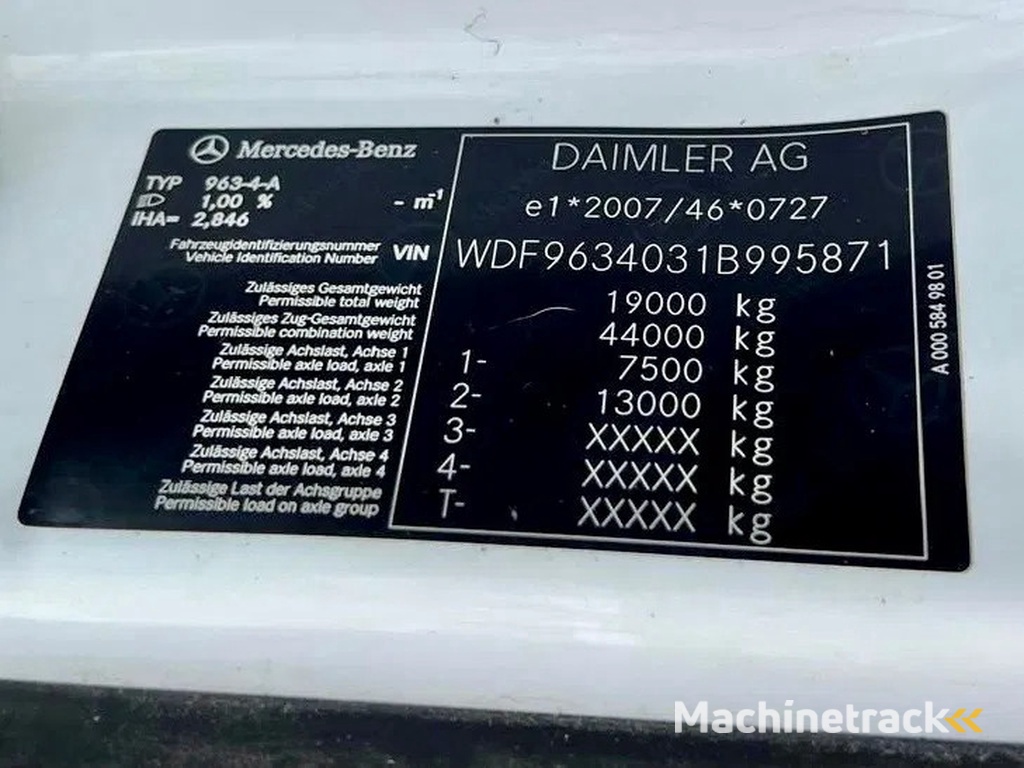 Mercedes-Benz
TYP 963-4-A
1,00 % - m⁻¹
IHA= 2,846
Fahrzeugidentifizierungsnummer
Vehicle Identification Number VIN
Zulässiges Gesamtgewicht
Permissible total weight
Zulässiges Zug-Gesamtgewicht
Permissible combination weight
Zulässige Achslast, Achse 1
Permissible axle load, axle 1
Zulässige Achslast, Achse 2
Permissible axle load, axle 2
Zulässige Achslast, Achse 3
Permissible axle load, axle 3
Zulässige Achslast, Achse 4
Permissible axle load, axle 4
Zulässige Last der Achsgruppe
Permissible load on axle group
DAIMLER AG
e1*2007/46*0727
WDF9634031B995871
19000 kg
44000 kg
1- 7500 kg
2- 13000 kg
3- XXXXX kg
4- XXXXX kg
T- XXXXX kg
A 000 584 98 01
Machinetrack